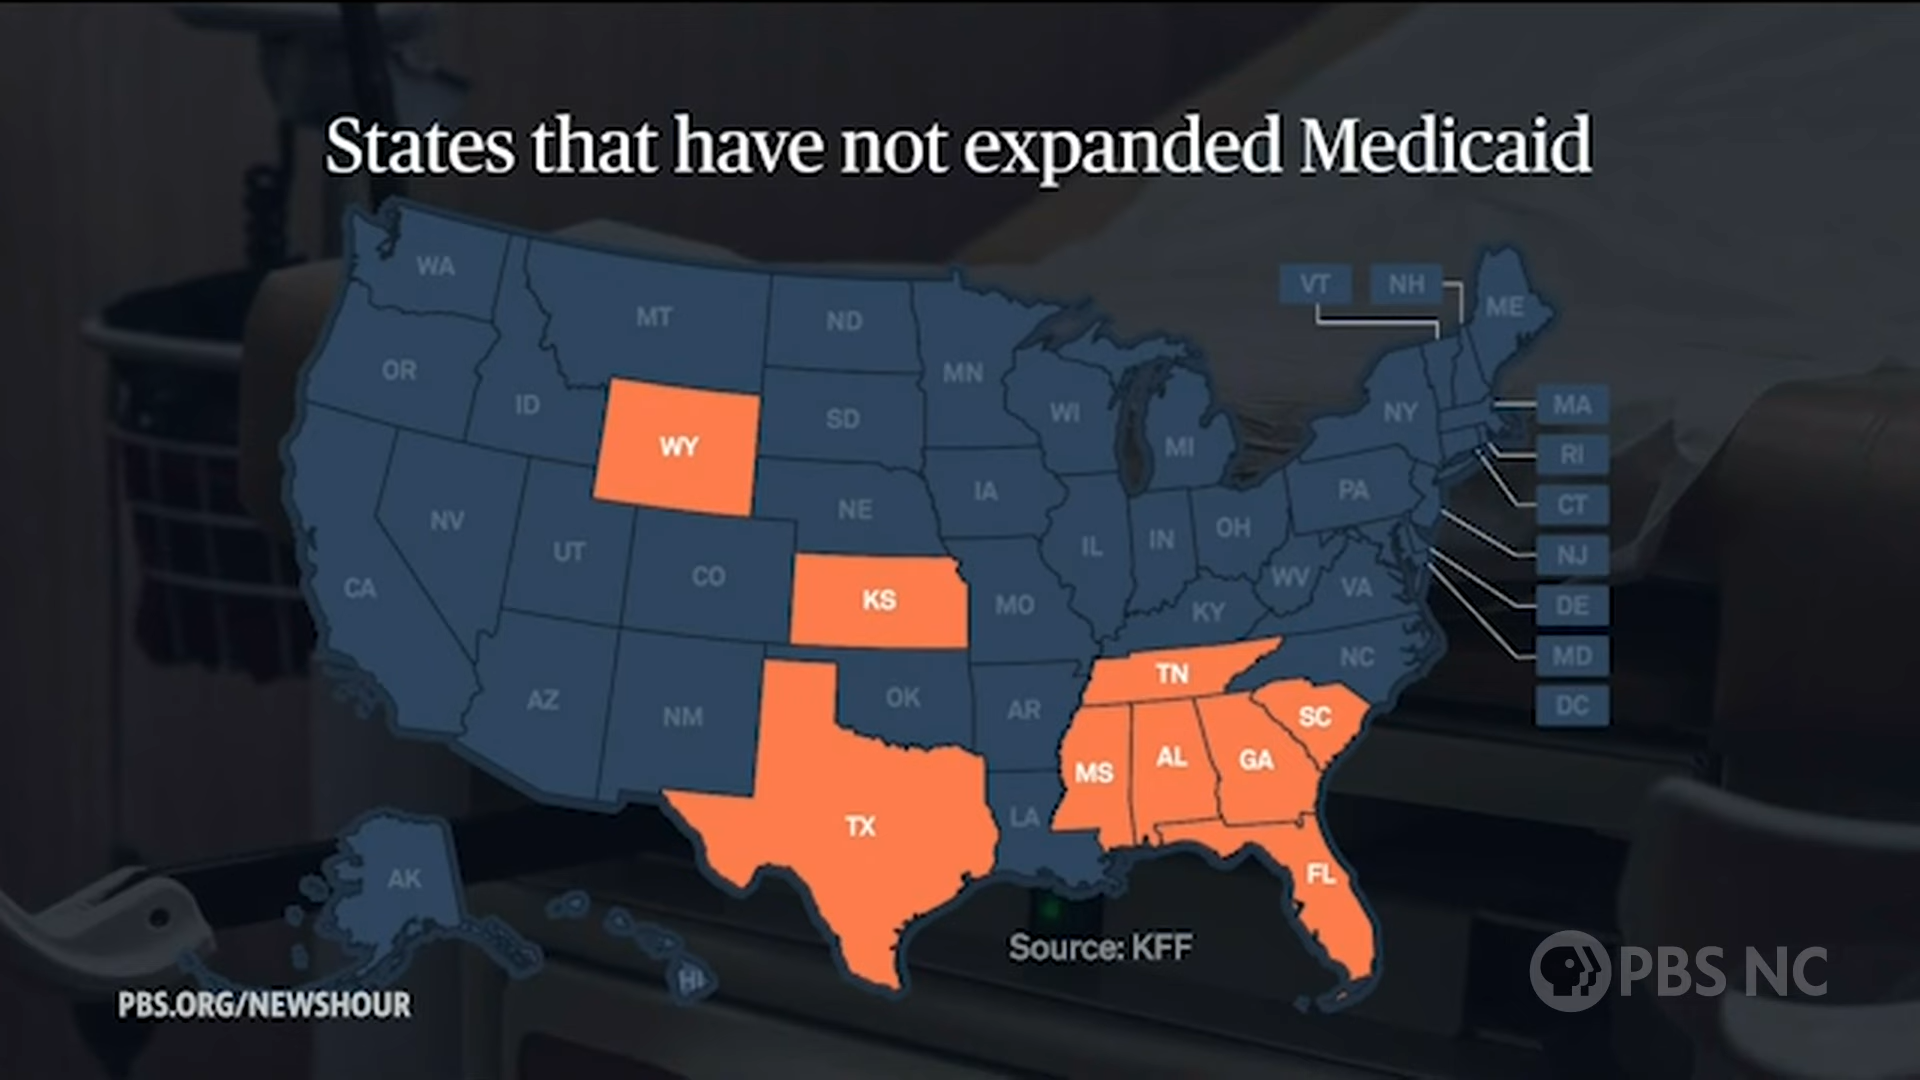 States that have not expanded Medicaid
WA
MT
ND
MN
VT
NH
ME
OR
ID
WY
SD
WI
MI
NY
MA
RI
CT
NJ
DE
MD
DC
NV
UT
CO
NE
IA
IL
IN
OH
PA
CA
KS
MO
KY
WV
VA
AZ
NM
OK
AR
TN
NC
SC
TX
LA
MS
AL
GA
FL
AK
HI
Source: KFF
PBS.ORG/NEWSHOUR
PBS NC